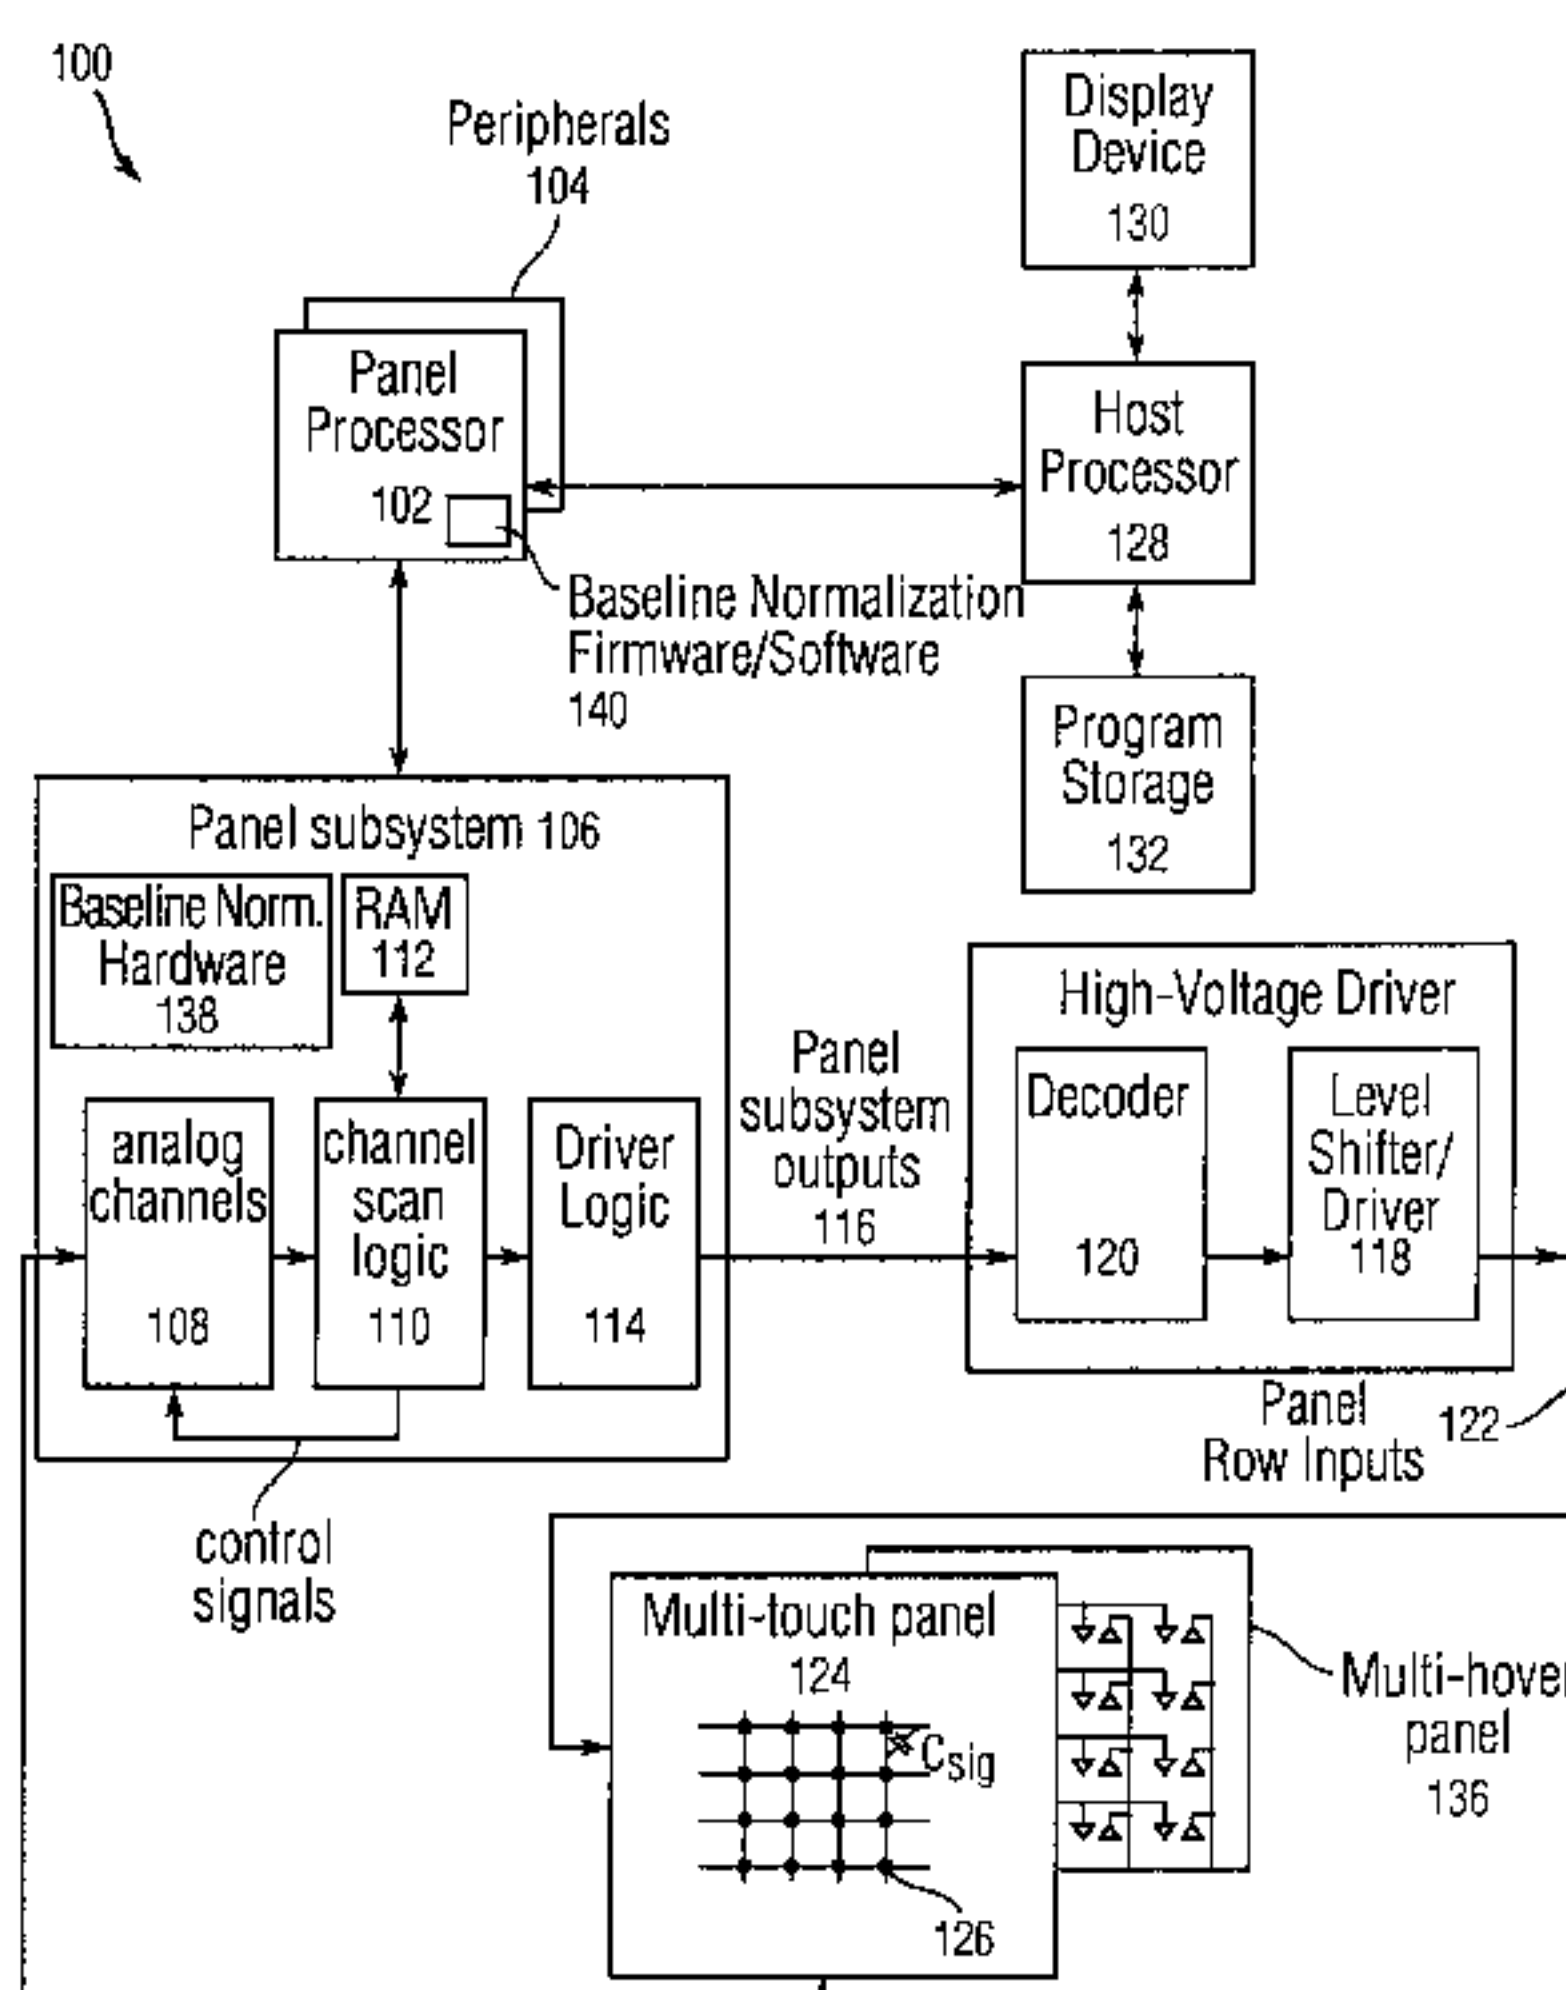 100
Peripherals
104
Display
Device
130
Panel
Processor
102
Host
Processor
128
Baseline Normalization
Firmware/Software
140
Program
Storage
132
Panel subsystem 106
Baseline Norm.
Hardware
138
RAM
112
analog
channels
108
channel
scan
logic
110
Driver
Logic
114
control
signals
Panel
subsystem
outputs
116
High-Voltage Driver
Decoder
120
Level
Shifter/
Driver
118
Panel
Row Inputs
122
Multi-touch panel
124
Csig
126
Multi-hover
panel
136